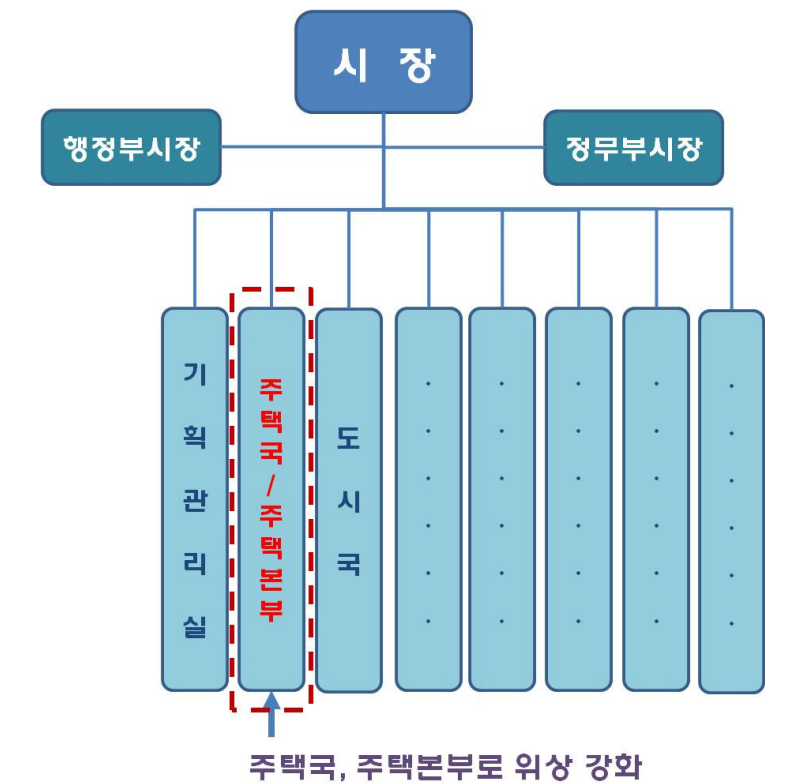 시 장
행정부시장
정무부시장
기획관리실
주택국/주택본부
도시국
· · · · · ·
· · · · · ·
· · · · · ·
· · · · · ·
· · · · · ·
주택국, 주택본부로 위상 강화